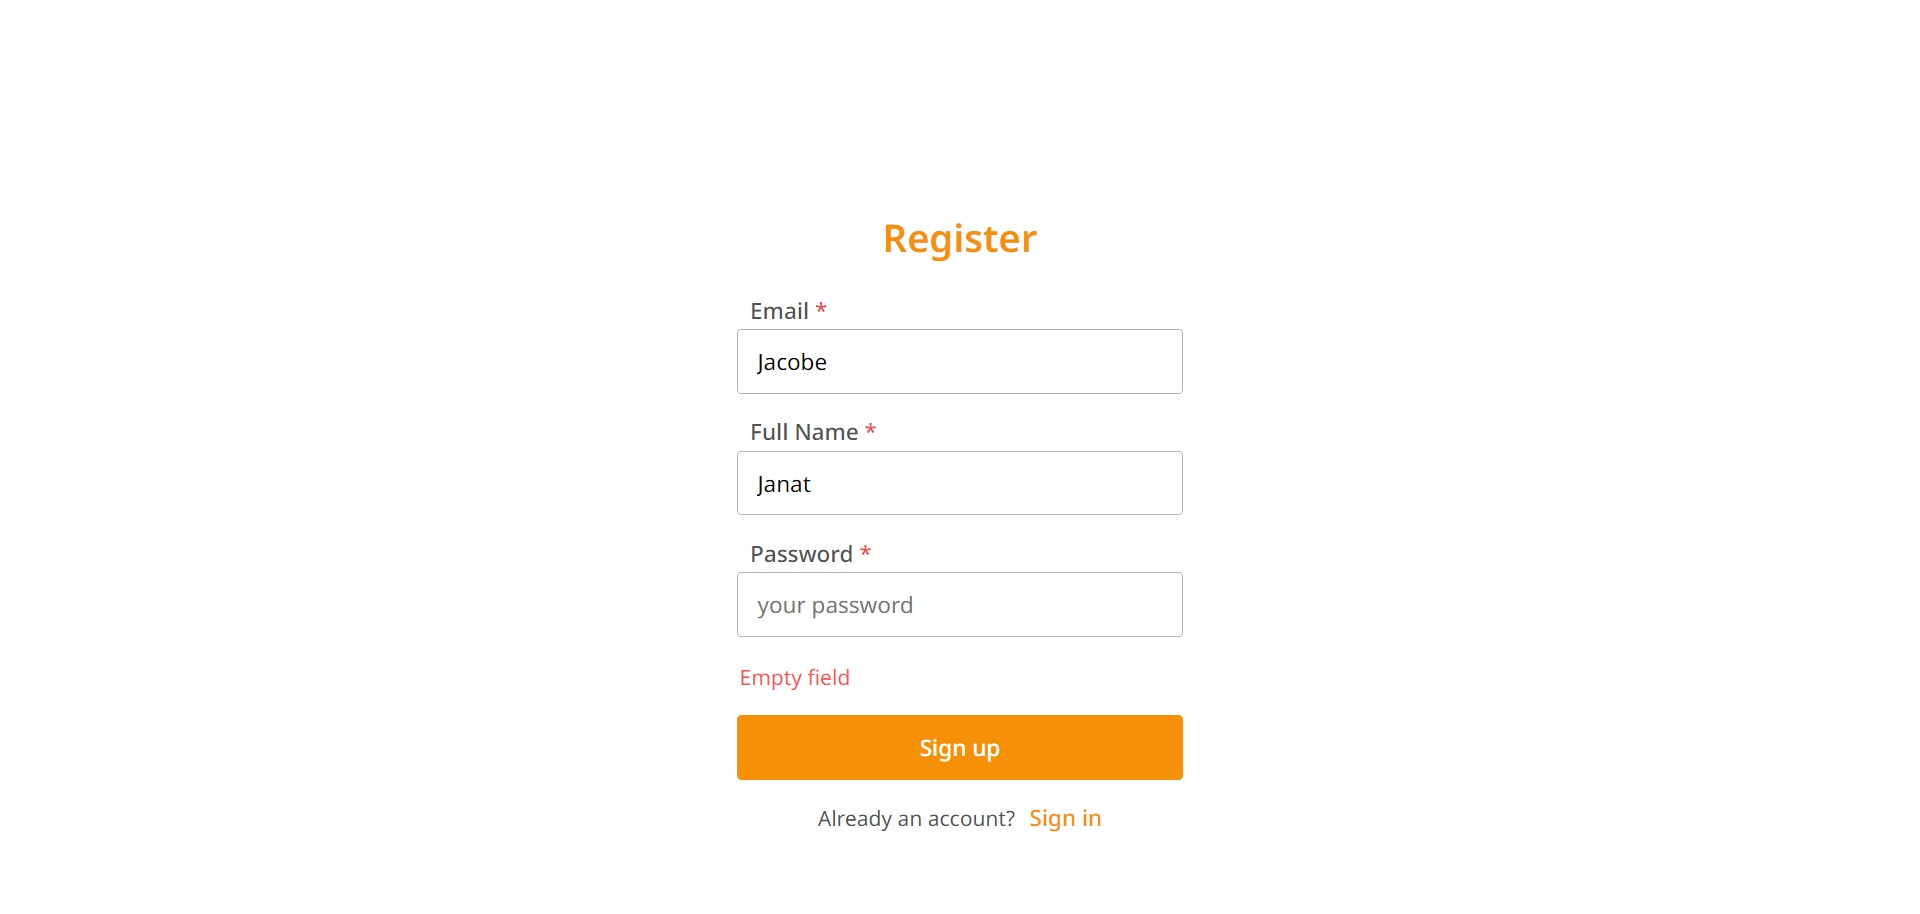 Register
Email *
Jacobe
Full Name *
Janat
Password *
your password
Empty field
Sign up
Already an account? Sign in